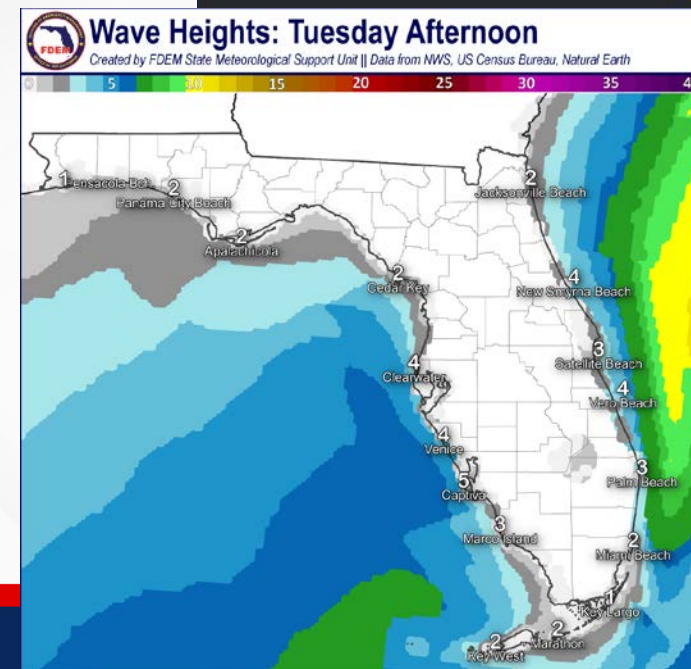 FDEM
Wave Heights: Tuesday Afternoon
Created by FDEM State Meteorological Support Unit || Data from NWS, US Census Bureau, Natural Earth
0 5 10 15 20 25 30 35 4
1
Pensacola Bch
2
Panama City Beach
2
Apalachicola
2
Cedar Key
2
Jacksonville Beach
4
New Smyrna Beach
3
Satellite Beach
4
Vero Beach
4
Clearwater
4
Venice
5
Captiva
3
Marco Island
3
Palm Beach
2
Miami Beach
1
Key Largo
2
Marathon
2
Key West